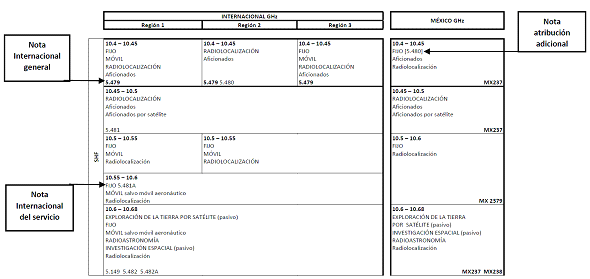 INTERNACIONAL GHz
MÉXICO GHz
Región 1
Región 2
Región 3
Nota
Internacional
general
Nota
atribución
adicional
Nota
Internacional
del servicio
SHF
10.4 – 10.45
FIJO
MÓVIL
RADIOLOCALIZACIÓN
Aficionados
5.479
10.4 – 10.45
RADIOLOCALIZACIÓN
Aficionados
5.479 5.480
10.4 – 10.45
FIJO
MÓVIL
RADIOLOCALIZACIÓN
Aficionados
5.479
10.4 – 10.45
FIJO [5.480]
Aficionados
Radiolocalización
MX237
10.45 – 10.5
RADIOLOCALIZACIÓN
Aficionados
Aficionados por satélite
5.481
10.45 – 10.5
RADIOLOCALIZACIÓN
Aficionados
Aficionados por satélite
MX237
10.5 – 10.55
FIJO
MÓVIL
Radiolocalización
10.5 – 10.55
FIJO
MÓVIL
RADIOLOCALIZACIÓN
10.5 – 10.6
FIJO
Radiolocalización
MX 2379
10.55 – 10.6
FIJO 5.481A
MÓVIL salvo móvil aeronáutico
Radiolocalización
10.6 – 10.68
EXPLORACIÓN DE LA TIERRA POR SATÉLITE (pasivo)
FIJO
MÓVIL salvo móvil aeronáutico
RADIOASTRONOMÍA
INVESTIGACIÓN ESPACIAL (pasivo)
Radiolocalización
5.149 5.482 5.482A
10.6 – 10.68
EXPLORACIÓN DE LA TIERRA
POR SATÉLITE (pasivo)
INVESTIGACIÓN ESPACIAL (pasivo)
RADIOASTRONOMÍA
Radiolocalización
MX237 MX238